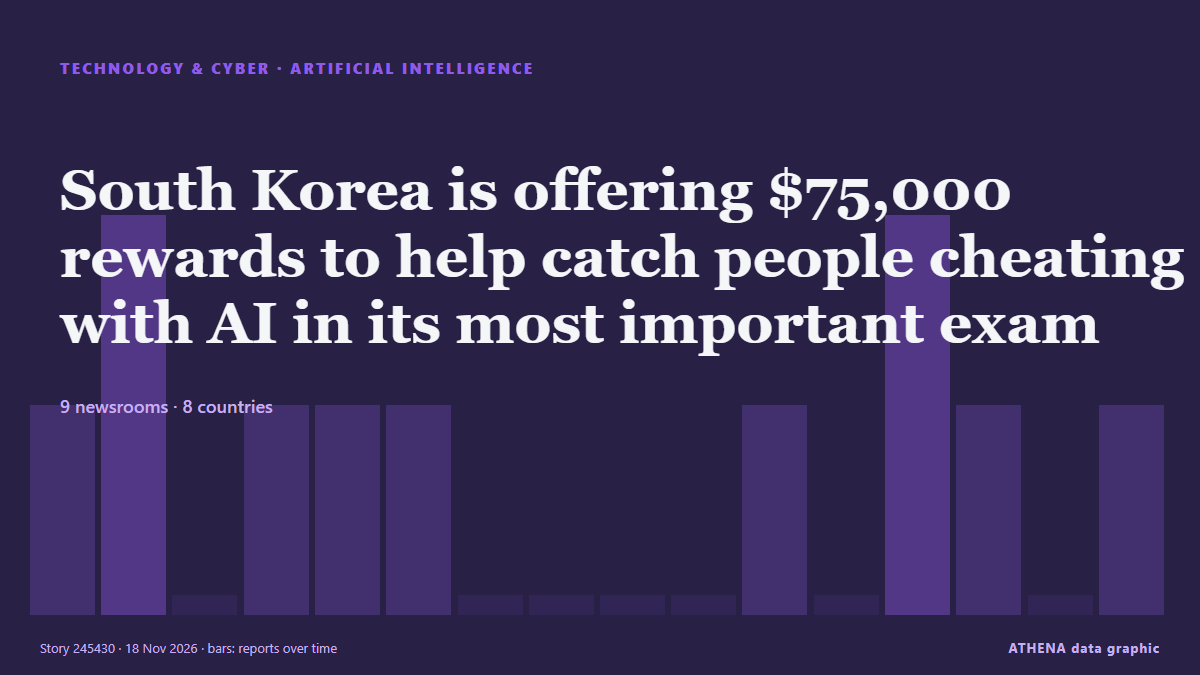 TECHNOLOGY & CYBER · ARTIFICIAL INTELLIGENCE
South Korea is offering $75,000
rewards to help catch people cheating
with AI in its most important exam
9 newsrooms · 8 countries
Story 245430 · 18 Nov 2026 · bars: reports over time
ATHENA data graphic